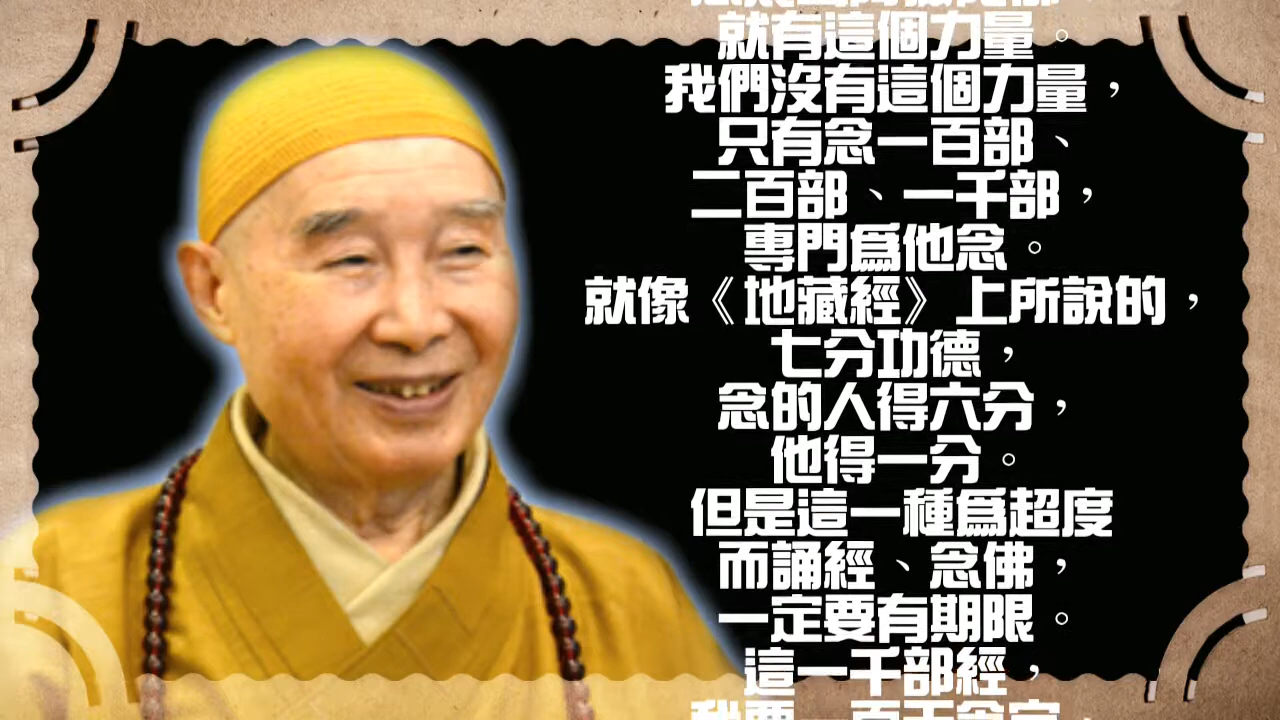 就有這個力量。
我們沒有這個力量，
只有念一百部、
二百部、一千部，
專門爲他念。
就像《地藏經》上所說的，
七分功德，
念的人得六分，
他得一分。
但是這一種爲超度
而誦經、念佛，
一定要有期限。
這一千部經，